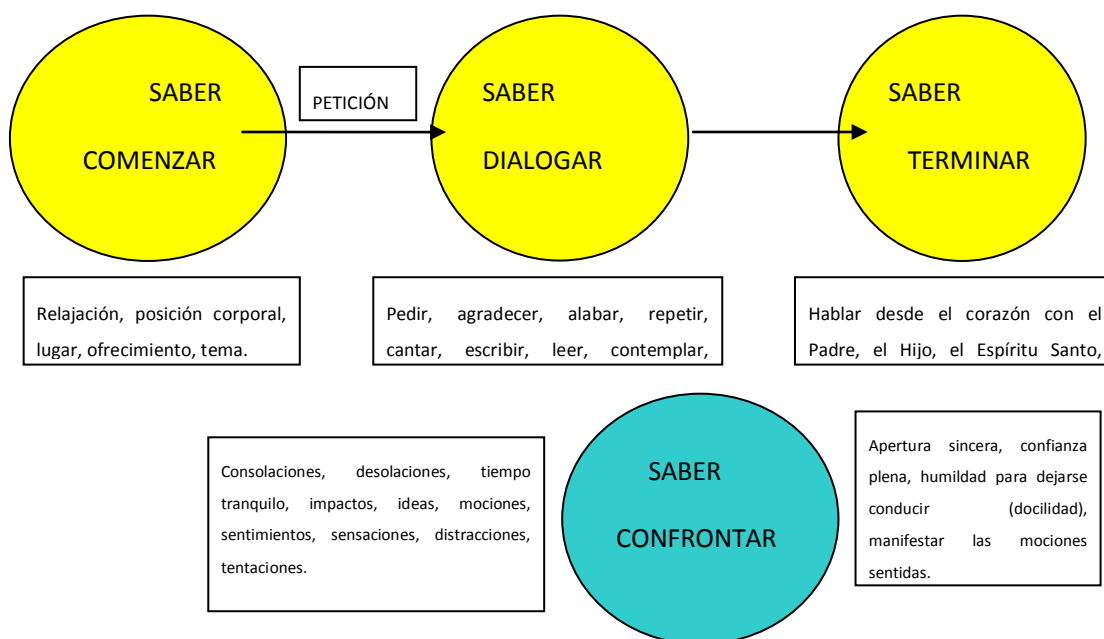 SABER
COMENZAR
PETICIÓN
SABER
DIALOGAR
SABER
TERMINAR
Relajación, posición corporal,
lugar, ofrecimiento, tema.
Pedir, agradecer, alabar, repetir,
cantar, escribir, leer, contemplar,
Hablar desde el corazón con el
Padre, el Hijo, el Espíritu Santo,
Consolaciones, desolaciones, tiempo
tranquilo, impactos, ideas, mociones,
sentimientos, sensaciones, distracciones,
tentaciones.
SABER
CONFRONTAR
Apertura sincera, confianza
plena, humildad para dejarse
conducir (docilidad),
manifestar las mociones
sentidas.